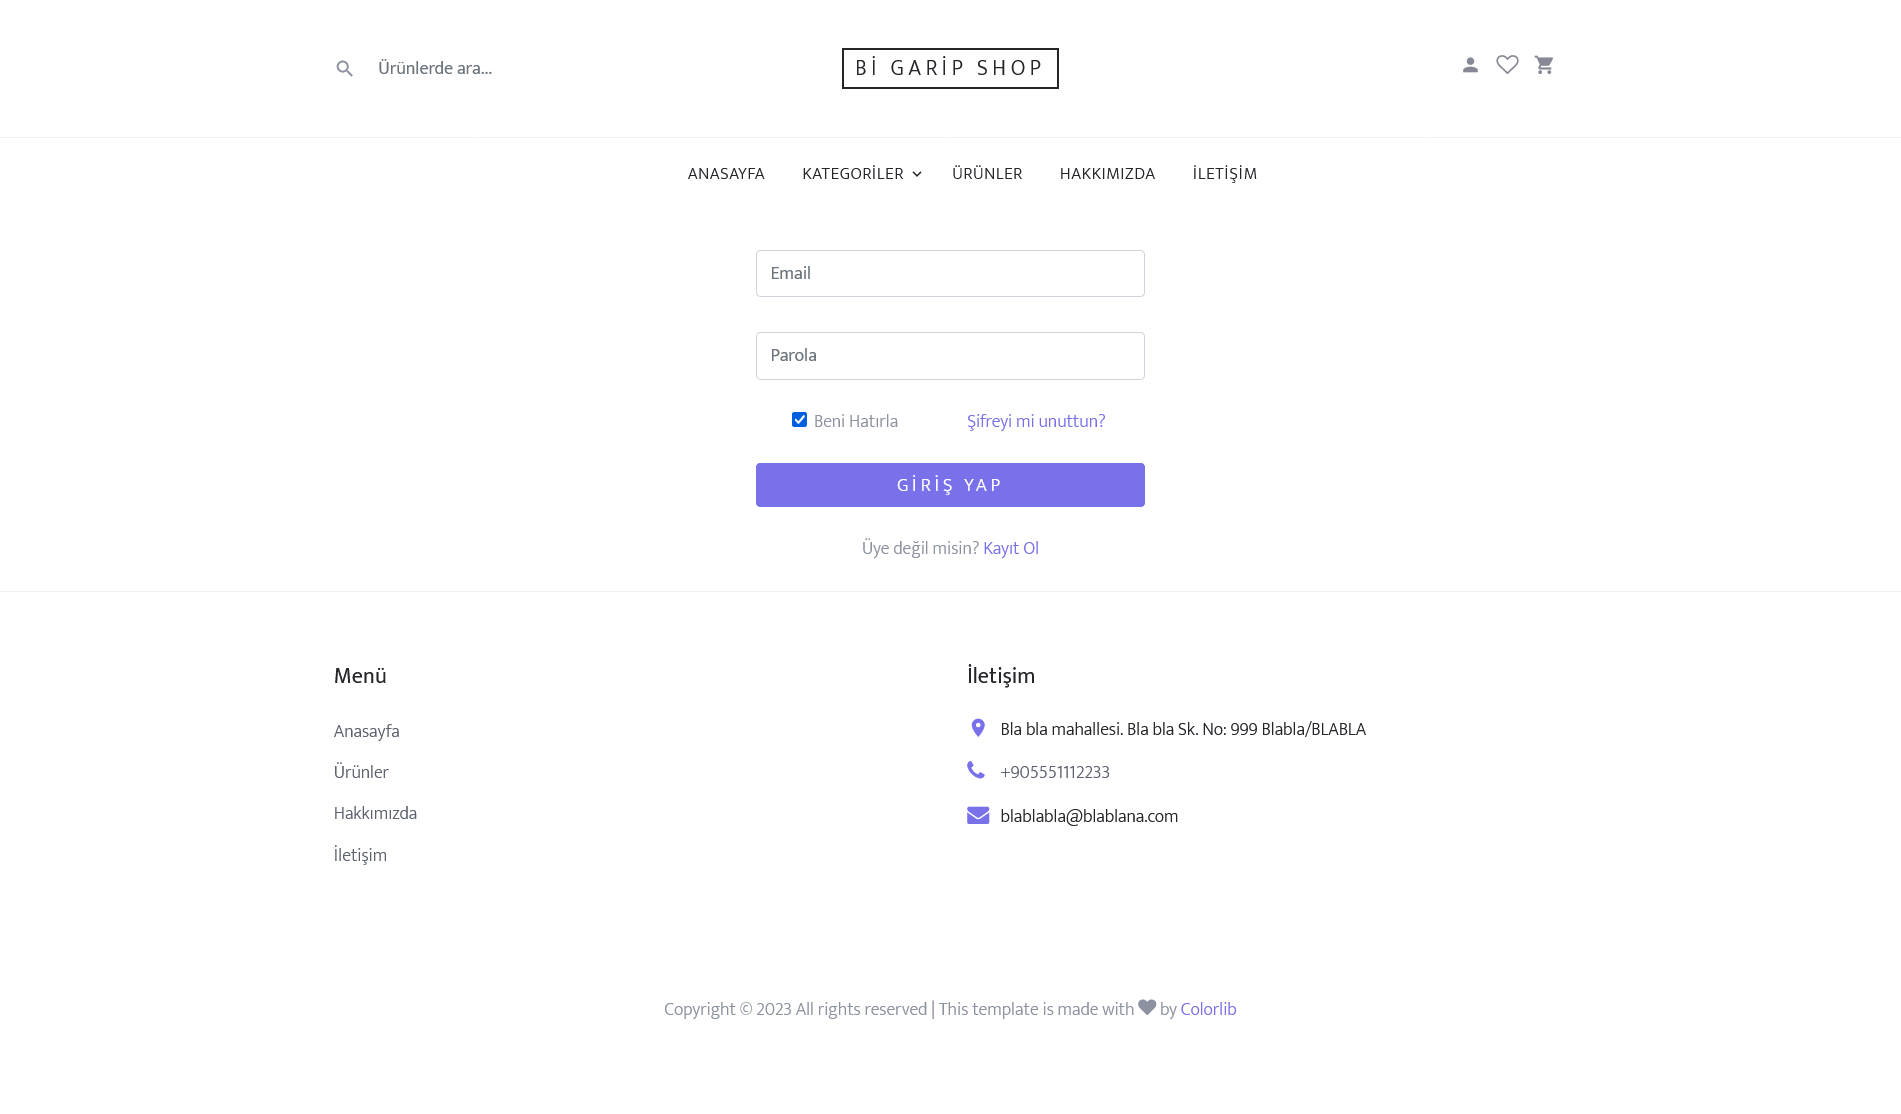 Ürünlerde ara...
Bİ GARİP SHOP
ANASAYFA KATEGORİLER ÜRÜNLER HAKKIMIZDA İLETİŞİM
Email
Parola
Beni Hatırla Şifreyi mi unuttun?
GİRİŞ YAP
Üye değil misin? Kayıt Ol
Menü
Anasayfa
Ürünler
Hakkımızda
İletişim
İletişim
Bla bla mahallesi. Bla bla Sk. No: 999 Blabla/BLABLA
+905551112233
blablabla@blablana.com
Copyright © 2023 All rights reserved | This template is made with by Colorlib